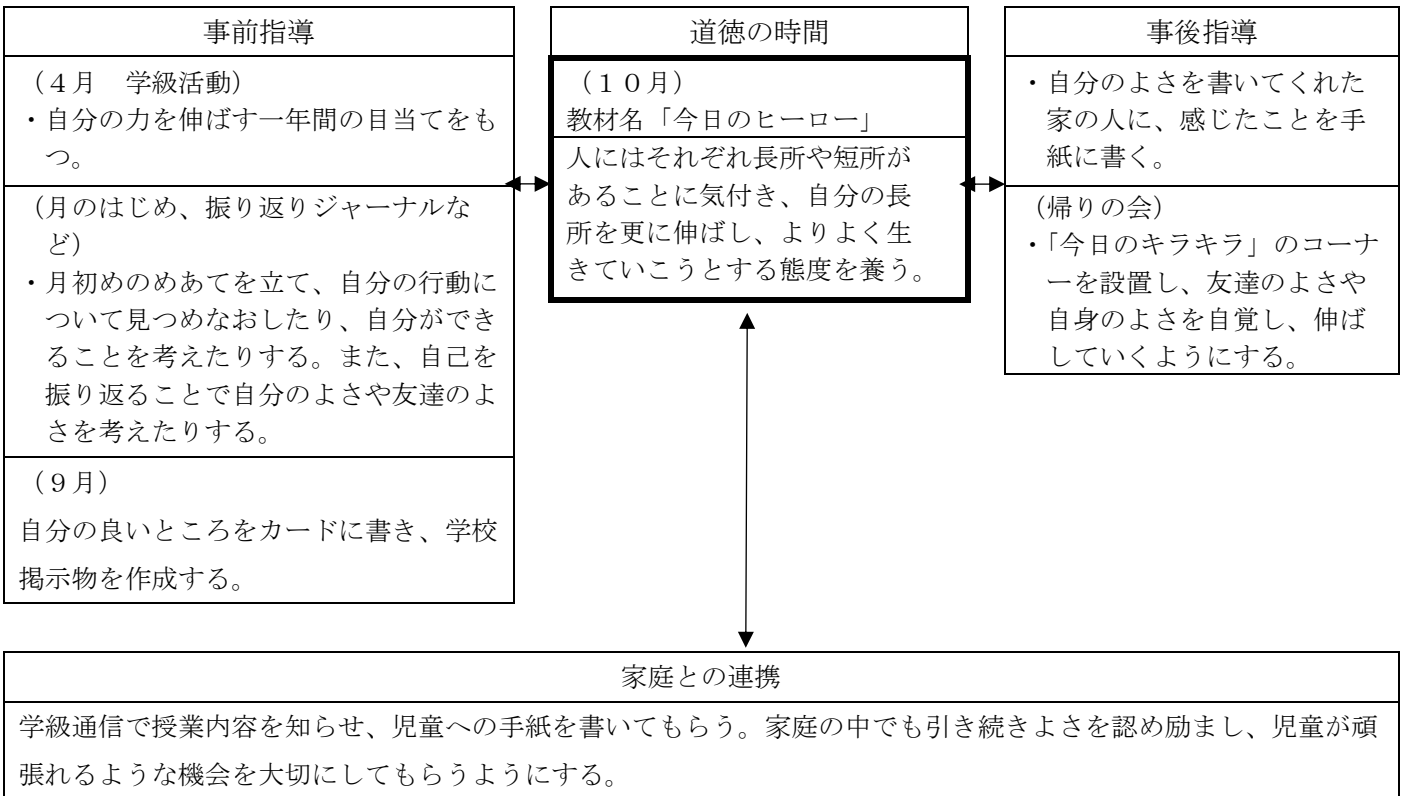 事前指導
（４月　学級活動）
・自分の力を伸ばす一年間の目当てをも
つ。
（月のはじめ、振り返りジャーナルな
ど）
・月初めのめあてを立て、自分の行動に
ついて見つめなおしたり、自分ができ
ることを考えたりする。また、自己を
振り返ることで自分のよさや友達のよ
さを考えたりする。
（９月）
自分の良いところをカードに書き、学校
掲示物を作成する。
道徳の時間
（１０月）
教材名「今日のヒーロー」
人にはそれぞれ長所や短所が
あることに気付き、自分の長
所を更に伸ばし、よりよく生
きていこうとする態度を養う。
事後指導
・自分のよさを書いてくれた
家の人に、感じたことを手
紙に書く。
（帰りの会）
・「今日のキラキラ」のコーナ
ーを設置し、友達のよさや
自身のよさを自覚し、伸ば
していくようにする。
家庭との連携
学級通信で授業内容を知らせ、児童への手紙を書いてもらう。家庭の中でも引き続きよさを認め励まし、児童が頑
張れるような機会を大切にしてもらうようにする。